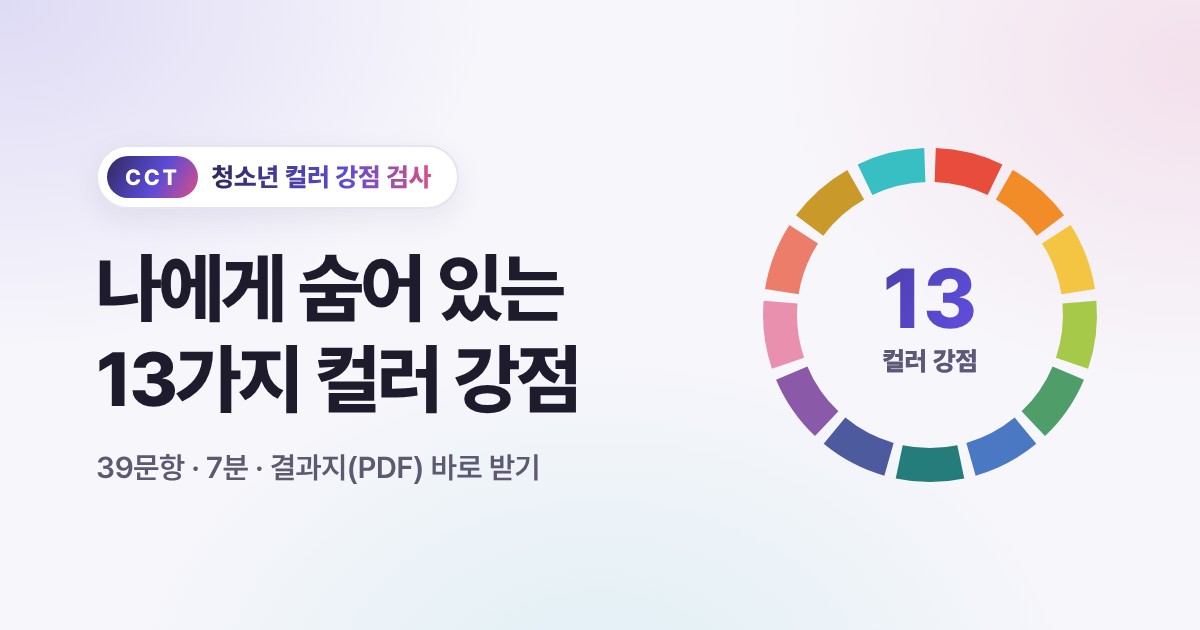 CCT 청소년 컬러 강점 검사
나에게 숨어 있는
13가지 컬러 강점
39문항 · 7분 · 결과지(PDF) 바로 받기
13
컬러 강점